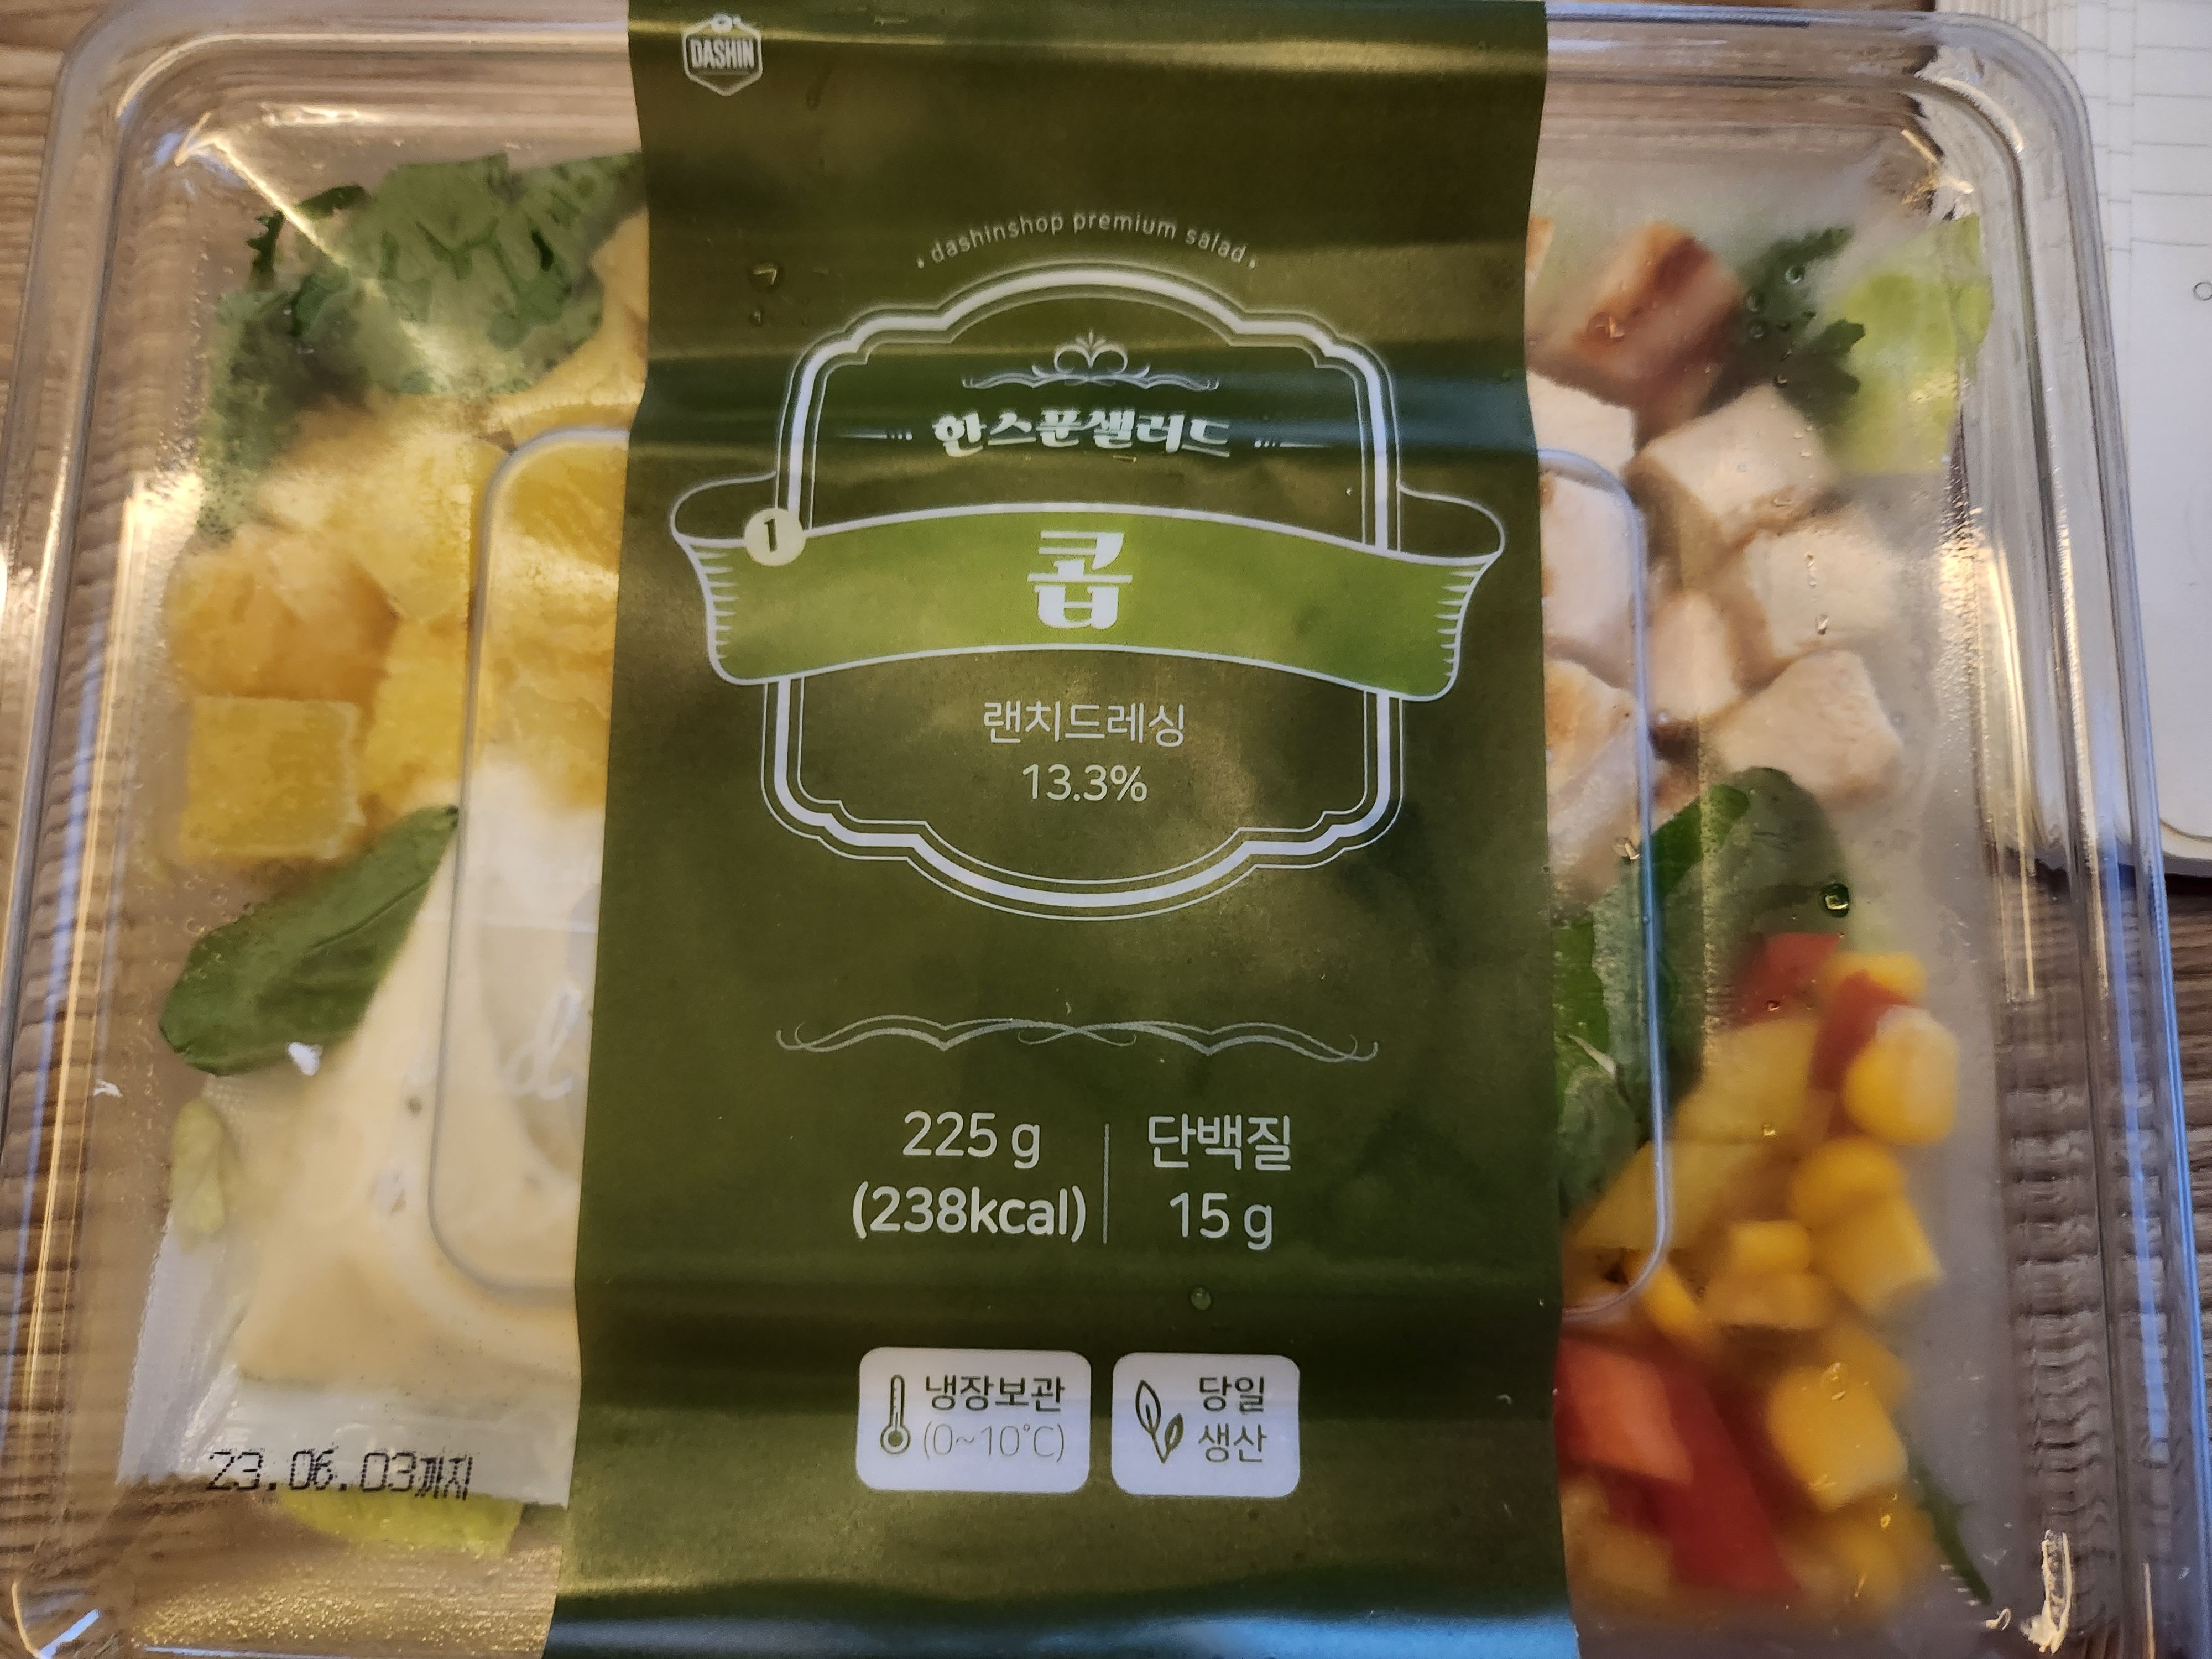 DASHIN
dashinshop premium salad
한스푼샐러드
1
콥
랜치드레싱
13.3%
225 g
(238kcal)
단백질
15 g
냉장보관
(0~10°C)
당일
생산
23.06.03까지